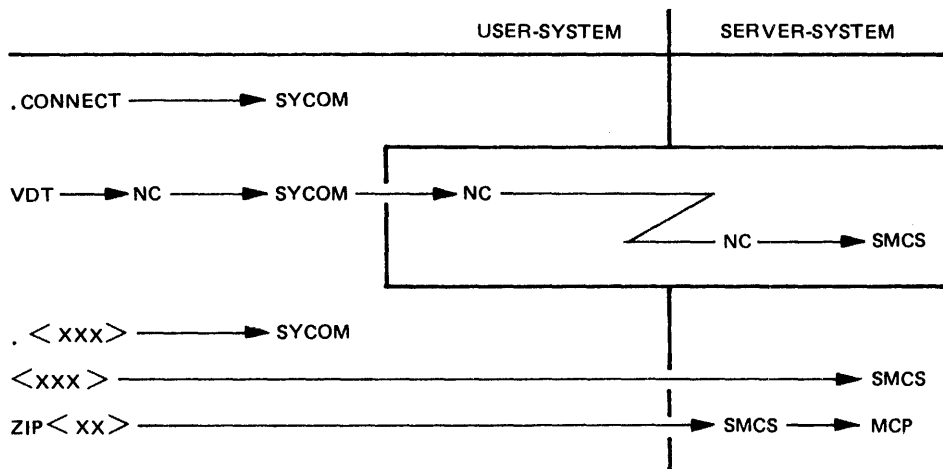 USER-SYSTEM SERVER-SYSTEM
.CONNECT SYCOM
VDT NC SYCOM NC
NC SMCS
. <xxx> SYCOM
<xxx> SMCS
ZIP<xx> SMCS MCP